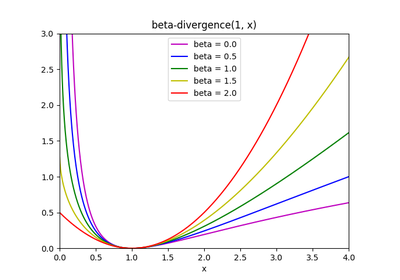 beta-divergence(1, x)
3.0
2.5
2.0
1.5
1.0
0.5
0.0
beta = 0.0
beta = 0.5
beta = 1.0
beta = 1.5
beta = 2.0
0.0 0.5 1.0 1.5 2.0 2.5 3.0 3.5 4.0
x